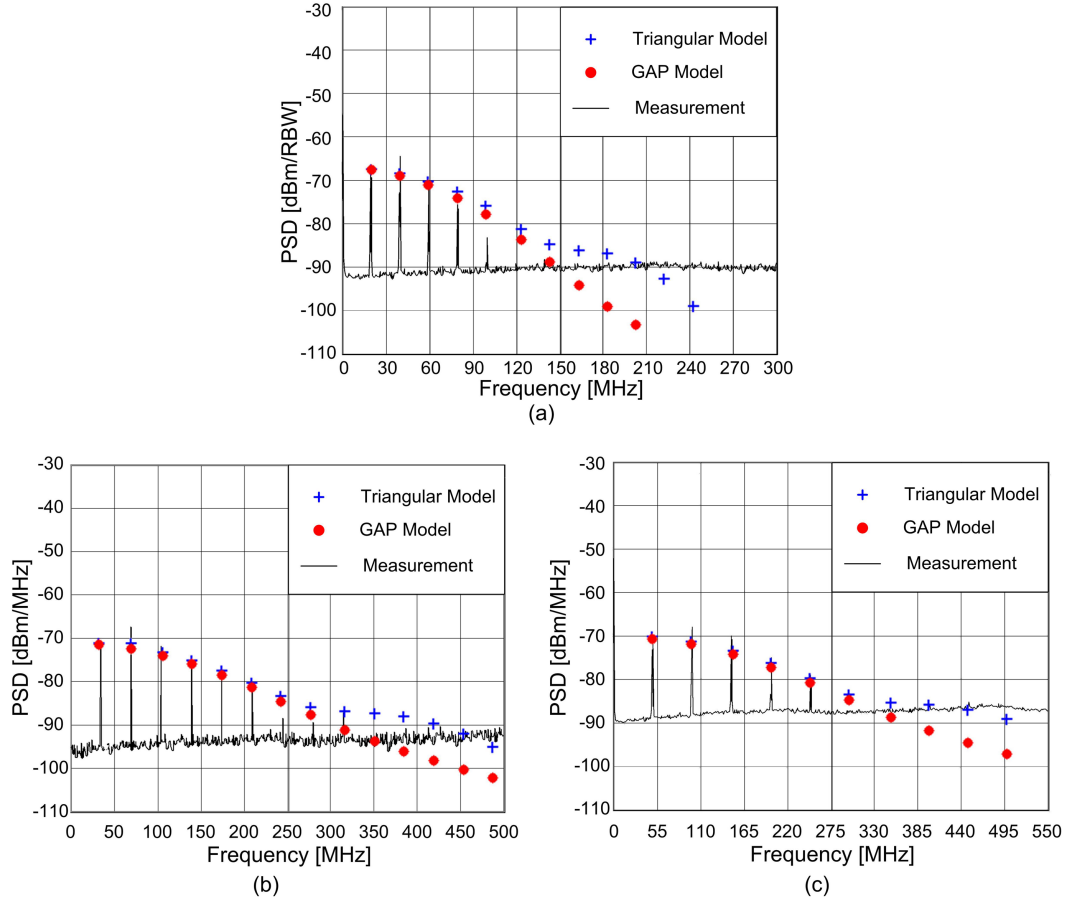 -30
-40
-50
-60
-70
-80
-90
-100
-110
PSD [dBm/RBW]
Triangular Model
GAP Model
Measurement
0 30 60 90 120 150 180 210 240 270 300
Frequency [MHz]
(a)
-30
-40
-50
-60
-70
-80
-90
-100
-110
PSD [dBm/MHz]
Triangular Model
GAP Model
Measurement
0 50 100 150 200 250 300 350 400 450 500
Frequency [MHz]
(b)
-30
-40
-50
-60
-70
-80
-90
-100
-110
PSD [dBm/MHz]
Triangular Model
GAP Model
Measurement
0 55 110 165 220 275 330 385 440 495 550
Frequency [MHz]
(c)